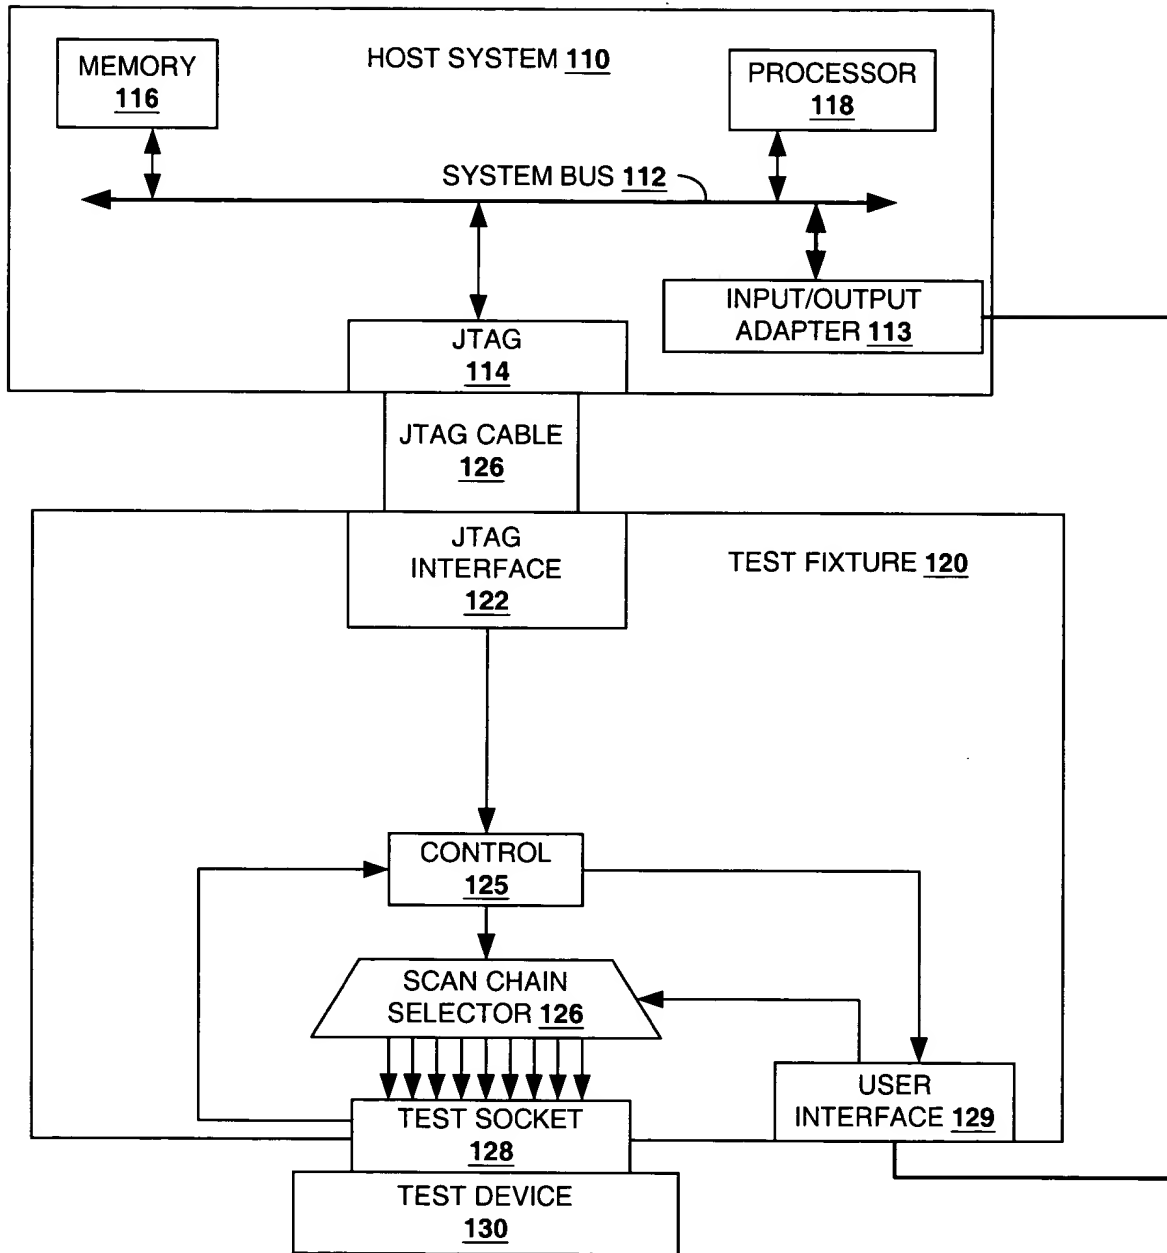 HOST SYSTEM 110
MEMORY
116
PROCESSOR
118
SYSTEM BUS 112
INPUT/OUTPUT
ADAPTER 113
JTAG
114
JTAG CABLE
126
JTAG
INTERFACE
122
TEST FIXTURE 120
CONTROL
125
SCAN CHAIN
SELECTOR 126
USER
INTERFACE 129
TEST SOCKET
128
TEST DEVICE
130